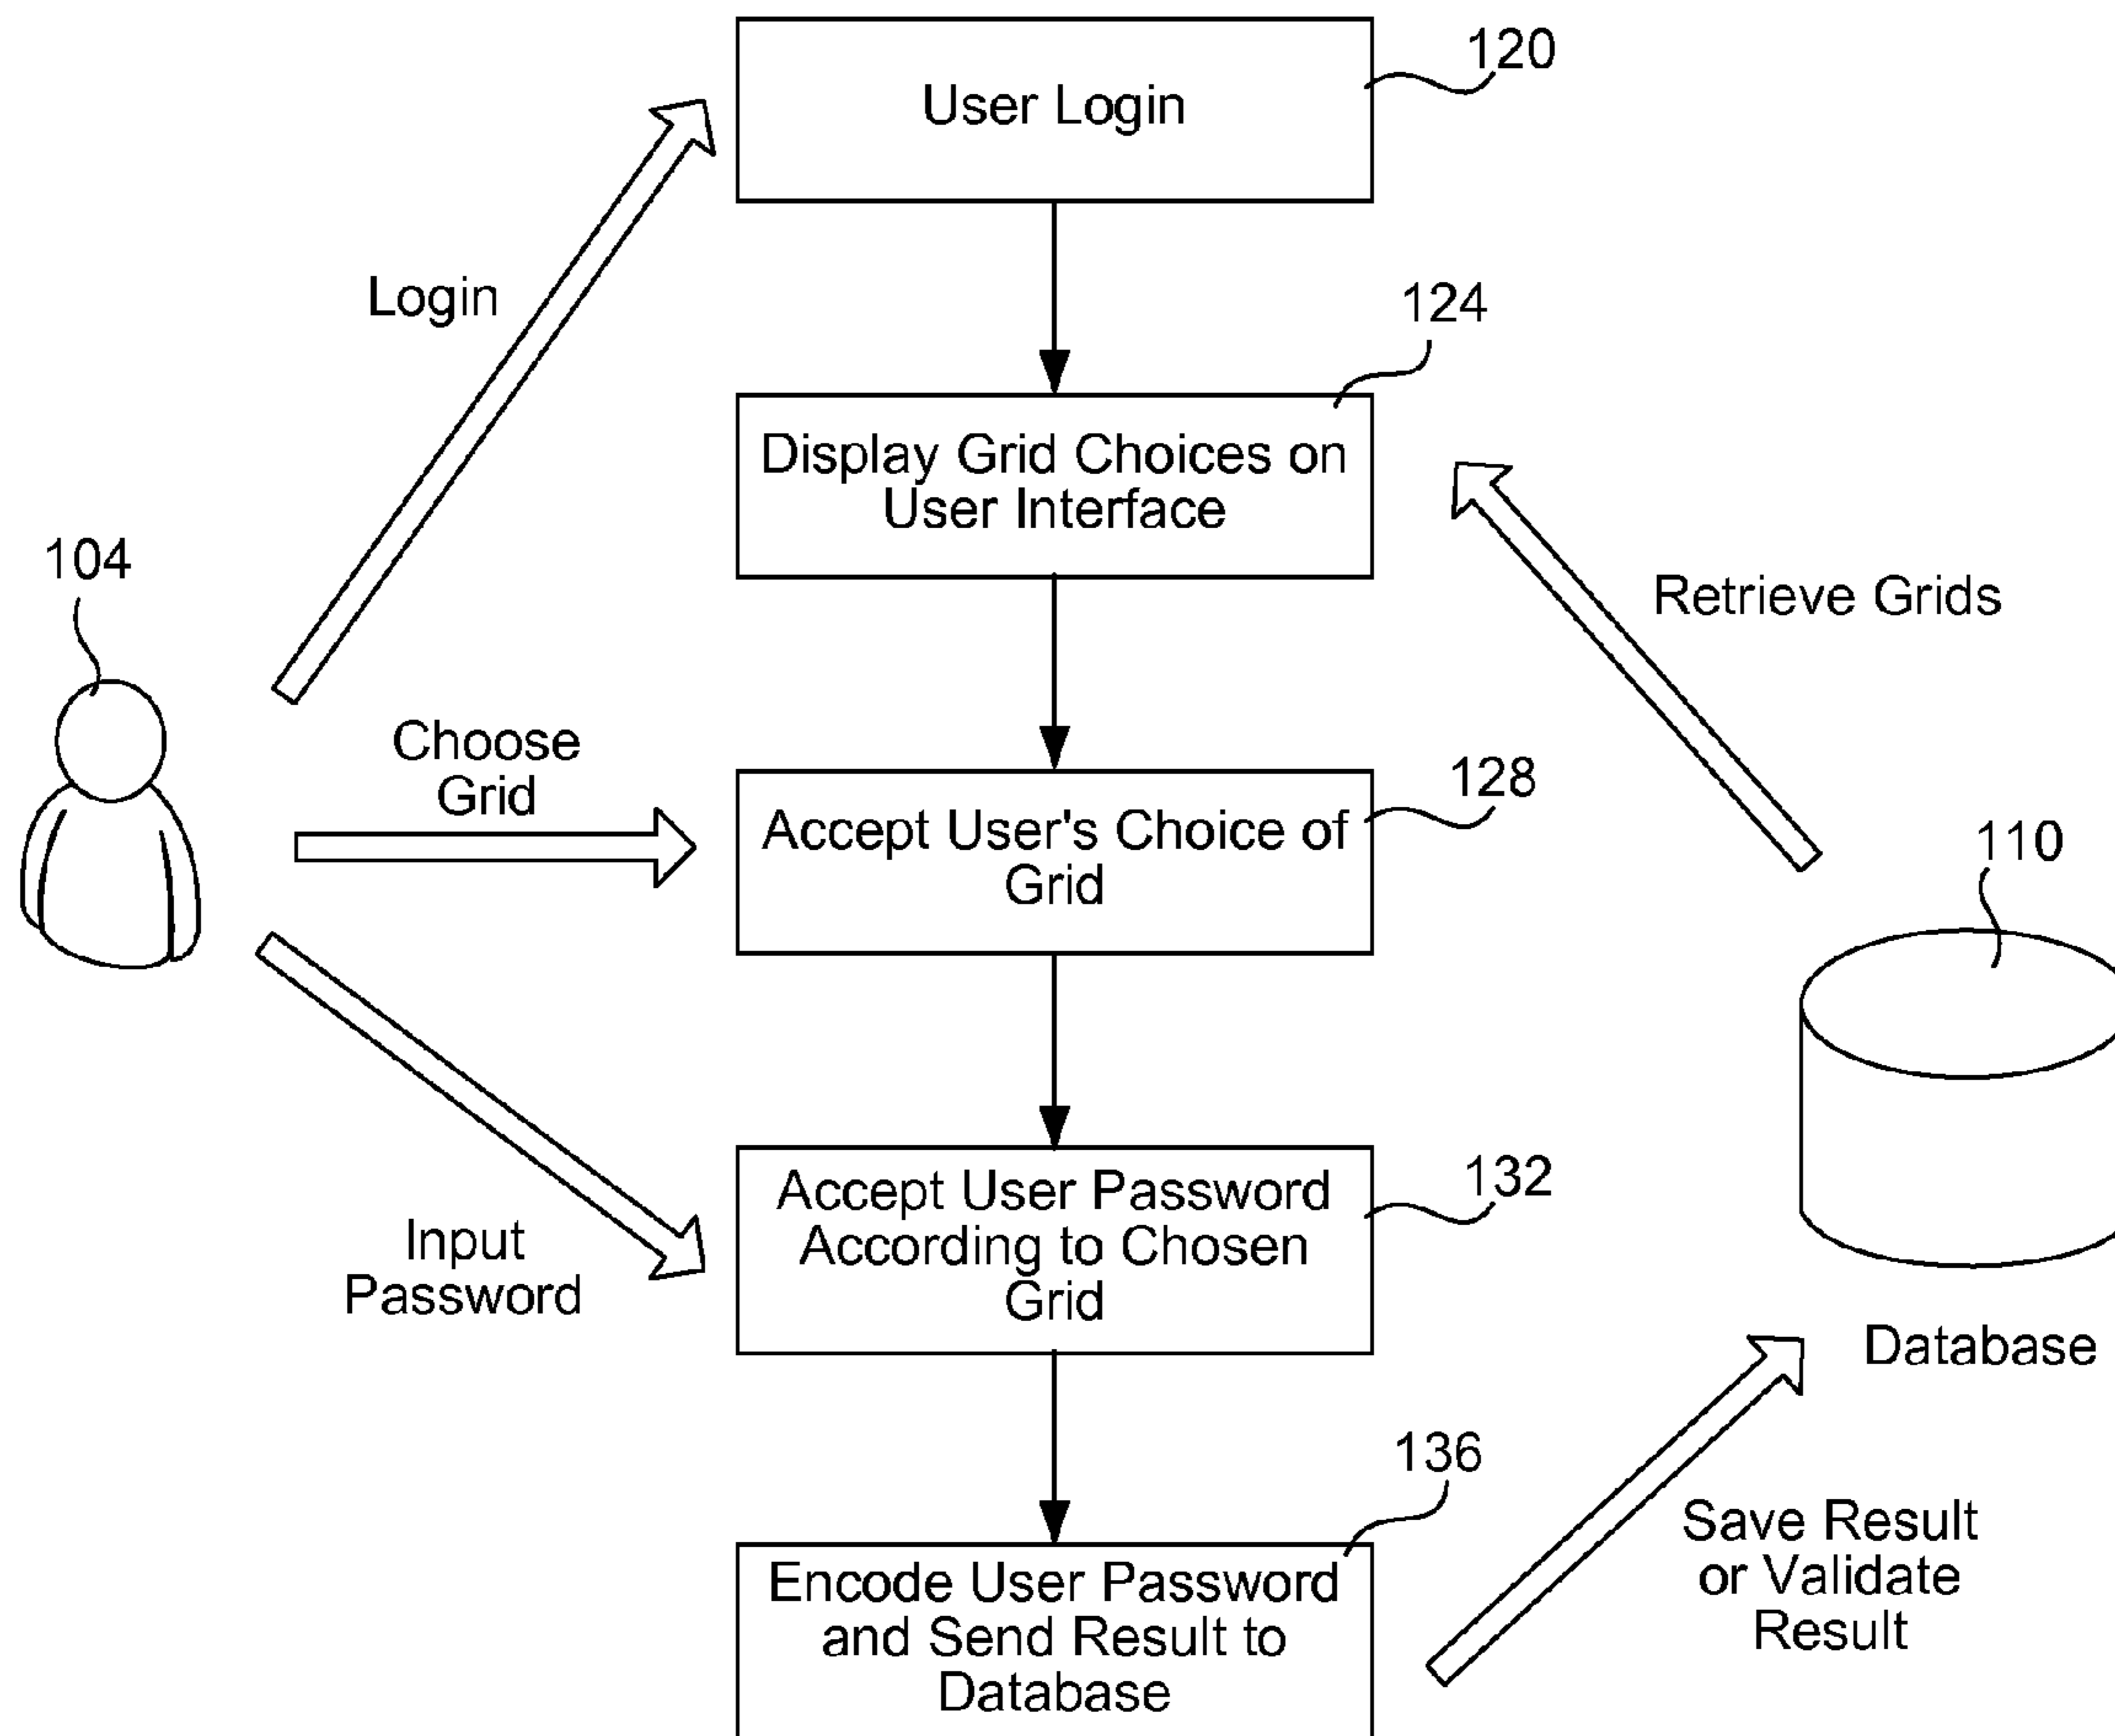 120
User Login
Login
124
Display Grid Choices on
User Interface
104
Retrieve Grids
Choose
Grid
128
Accept User's Choice of
Grid
110
132
Accept User Password
According to Chosen
Grid
Input
Password
Database
136
Encode User Password
and Send Result to
Database
Save Result
or Validate
Result